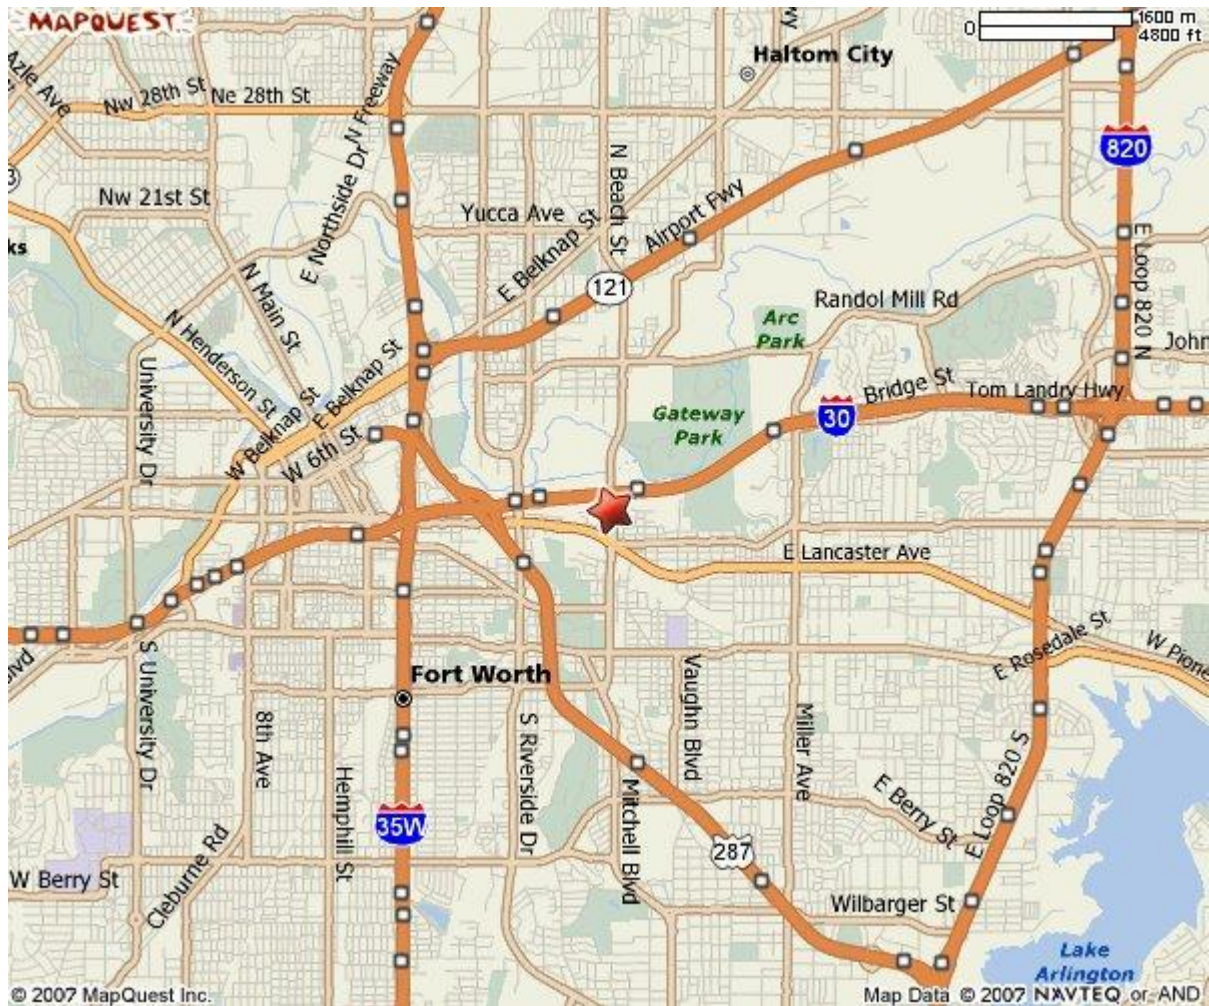 MAPQUEST
0
1600 m
4800 ft
Haltom City
Azle Ave
Nw 28th St
Ne 28th St
N Freeway
820
Nw 21st St
E Northside Dr
Yucca Ave
E Belknap St
N Beach St
Airport Fwy
E Loop 820 N
ks
N Main St
121
Randol Mill Rd
Arc
Park
N Henderson St
John
University Dr
E Belknap St
W Belknap St
W 6th St
Bridge St
Tom Landry Hwy
30
Gateway
Park
E Lancaster Ave
E Rosedale St
W Pione
lvd
S University Dr
Fort Worth
Vaughn Blvd
Miller Ave
8th Ave
S Riverside Dr
Hemphill St
Mitchell Blvd
E Berry St
E Loop 820 S
35W
287
W Berry St
Cleburne Rd
Wilbarger St
Lake
Arlington
© 2007 MapQuest Inc.
Map Data © 2007 NAVTEQ or AND